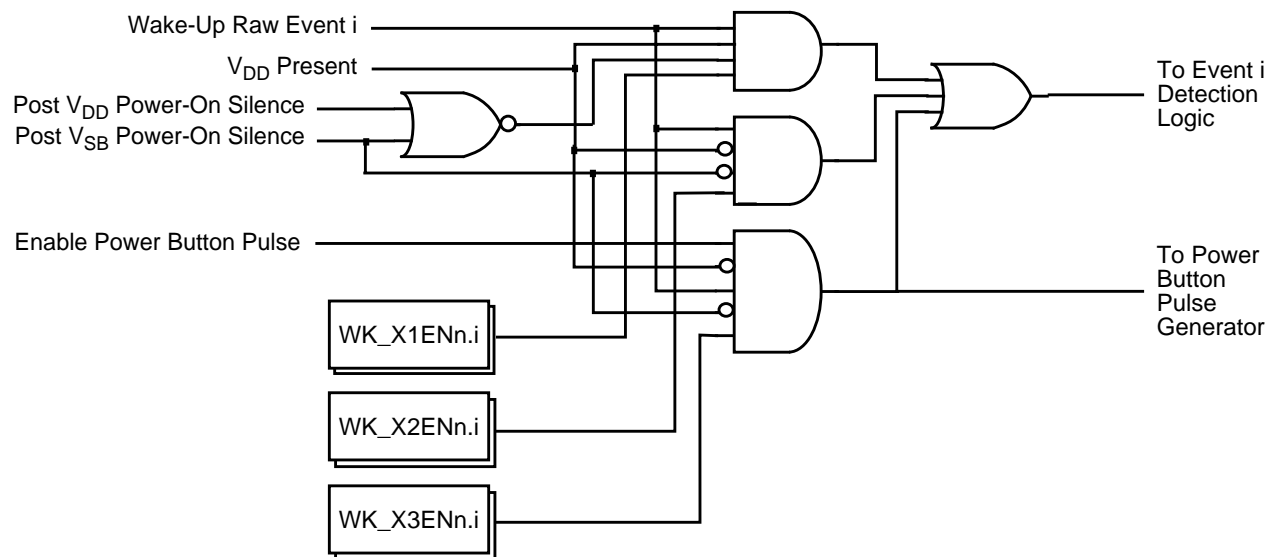 Wake-Up Raw Event i
VDD Present
Post VDD Power-On Silence
Post VSB Power-On Silence
Enable Power Button Pulse
WK_X1ENn.i
WK_X2ENn.i
WK_X3ENn.i
To Event i
Detection
Logic
To Power
Button
Pulse
Generator